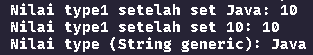 Nilai type1 setelah set Java: 10
Nilai type1 setelah set 10: 10
Nilai type (String generic): Java